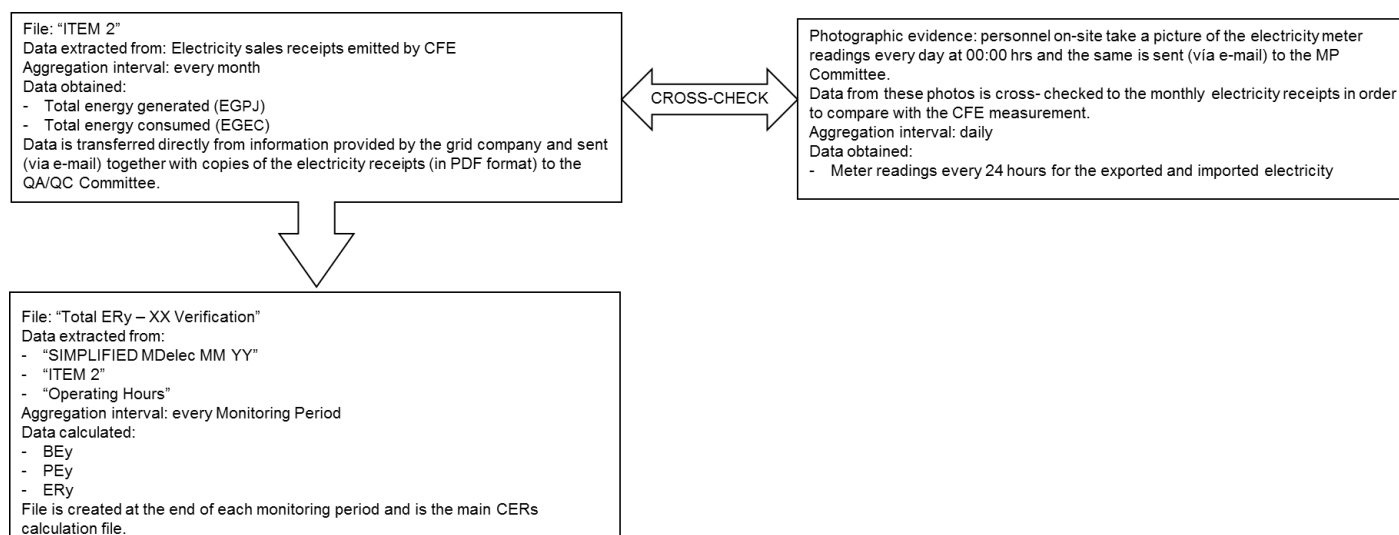 File: “ITEM 2”
Data extracted from: Electricity sales receipts emitted by CFE
Aggregation interval: every month
Data obtained:
- Total energy generated (EGPJ)
- Total energy consumed (EGEC)
Data is transferred directly from information provided by the grid company and sent
(via e-mail) together with copies of the electricity receipts (in PDF format) to the
QA/QC Committee.
CROSS-CHECK
Photographic evidence: personnel on-site take a picture of the electricity meter
readings every day at 00:00 hrs and the same is sent (vía e-mail) to the MP
Committee.
Data from these photos is cross- checked to the monthly electricity receipts in order
to compare with the CFE measurement.
Aggregation interval: daily
Data obtained:
- Meter readings every 24 hours for the exported and imported electricity
File: “Total ERy – XX Verification”
Data extracted from:
- “SIMPLIFIED MDelec MM YY”
- “ITEM 2”
- “Operating Hours”
Aggregation interval: every Monitoring Period
Data calculated:
- BEy
- PEy
- ERy
File is created at the end of each monitoring period and is the main CERs
calculation file.